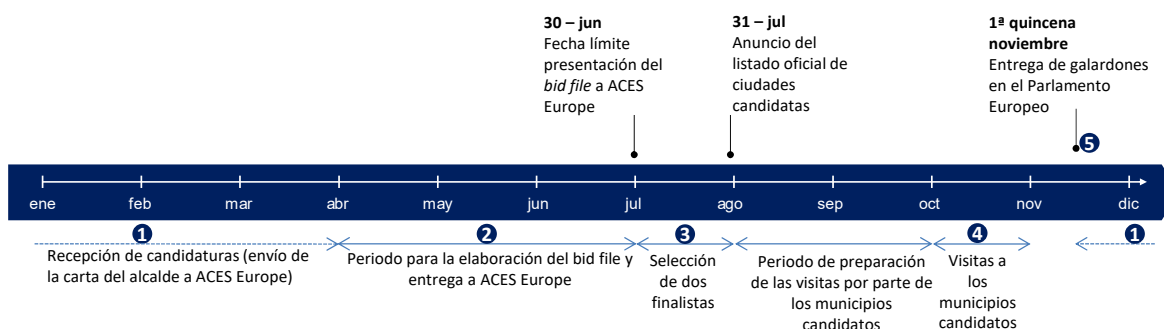 30 – jun
Fecha límite
presentación del
bid file a ACES
Europe
31 – jul
Anuncio del
listado oficial de
ciudades
candidatas
1ª quincena
noviembre
Entrega de galardones
en el Parlamento
Europeo
5
ene feb mar abr may jun jul ago sep oct nov dic
1 2 3 4 1
Recepción de candidaturas (envío de
la carta del alcalde a ACES Europe)
Periodo para la elaboración del bid file y
entrega a ACES Europe
Selección
de dos
finalistas
Periodo de preparación
de las visitas por parte de
los municipios
candidatos
Visitas a
los
municipios
candidatos